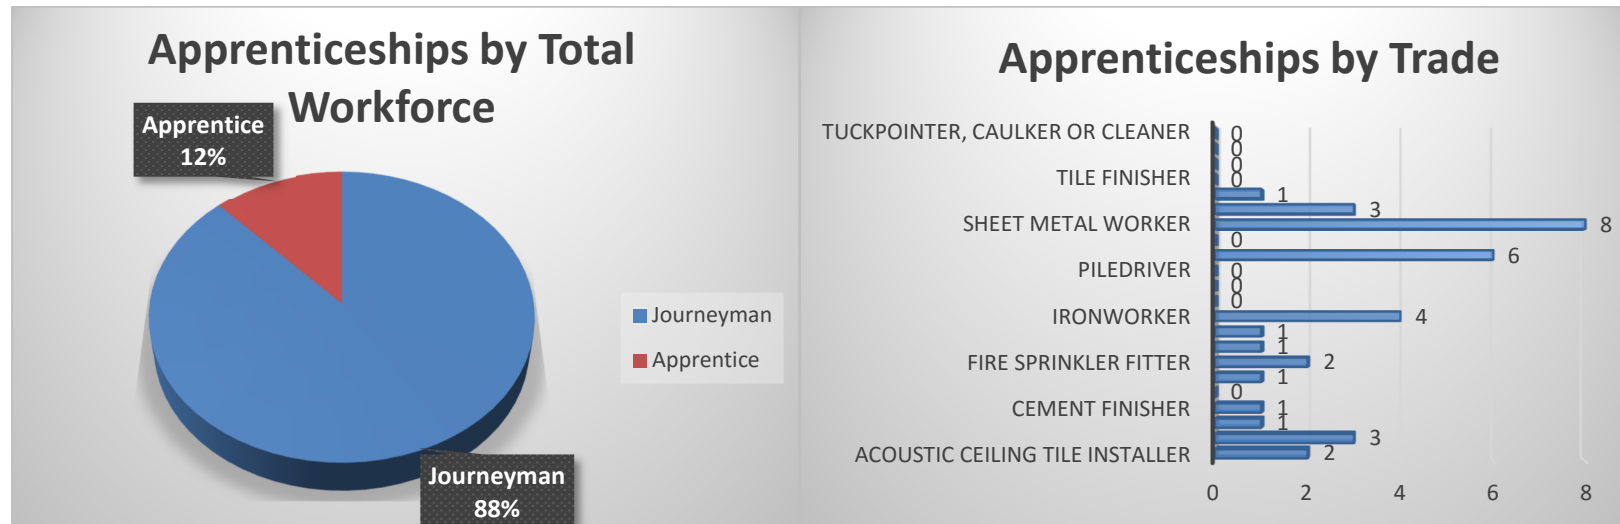 Apprenticeships by Total
Workforce
Apprentice
12%
Journeyman
88%
Journeyman
Apprentice
Apprenticeships by Trade
TUCKPOINTER, CAULKER OR CLEANER
0
0
0
TILE FINISHER
0
1
3
SHEET METAL WORKER
8
0
6
PILEDRIVER
0
0
0
IRONWORKER
4
1
1
FIRE SPRINKLER FITTER
2
1
0
CEMENT FINISHER
1
1
3
ACOUSTIC CEILING TILE INSTALLER
2
0 2 4 6 8